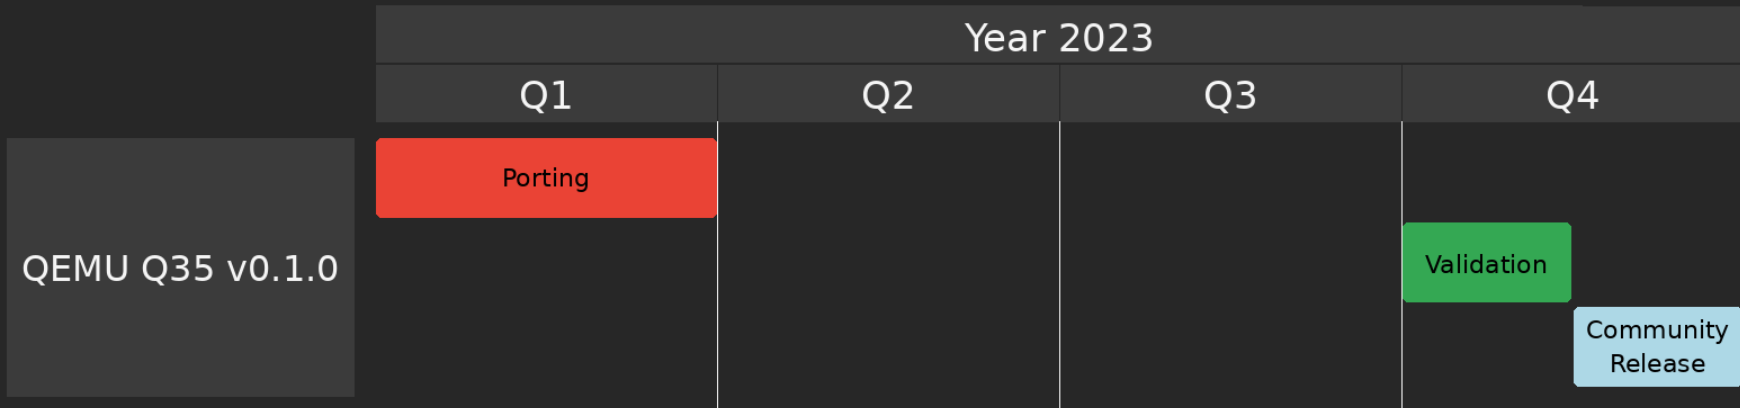 Year 2023
Q1
Q2
Q3
Q4
QEMU Q35 v0.1.0
Porting
Validation
Community
Release